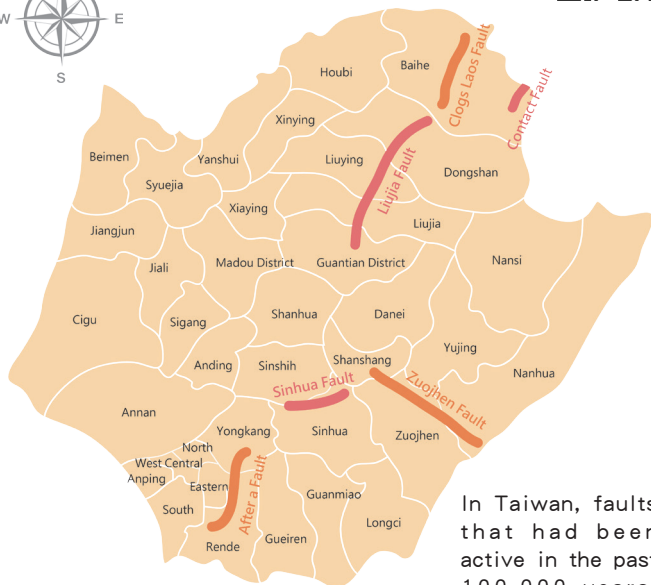 W
E
S
Houbi
Baihe
Clogs Laos Fault
Contact Fault
Xinying
Beimen
Yanshui
Liuying
Liujia Fault
Dongshan
Syuejia
Xiaying
Liujia
Jiangjun
Jiali
Madou District
Guantian District
Nansi
Cigu
Sigang
Shanhua
Danei
Yujing
Anding
Sinshih
Shanshang
Nanhua
Sinhua Fault
Zuojhen Fault
Annan
Yongkang
Sinhua
Zuojhen
North
West Central
Anping
Eastern
After a Fault
South
Guanmiao
Longci
Rende
Gueiren
In Taiwan, faults
that had been
active in the past